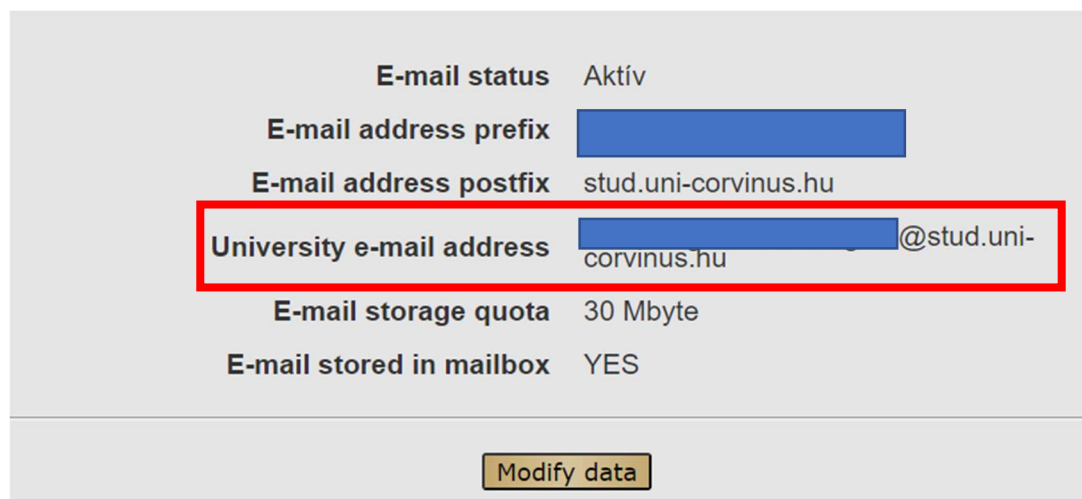 E-mail status Aktív
E-mail address prefix
E-mail address postfix stud.uni-corvinus.hu
University e-mail address @stud.uni-
corvinus.hu
E-mail storage quota 30 Mbyte
E-mail stored in mailbox YES
Modify data